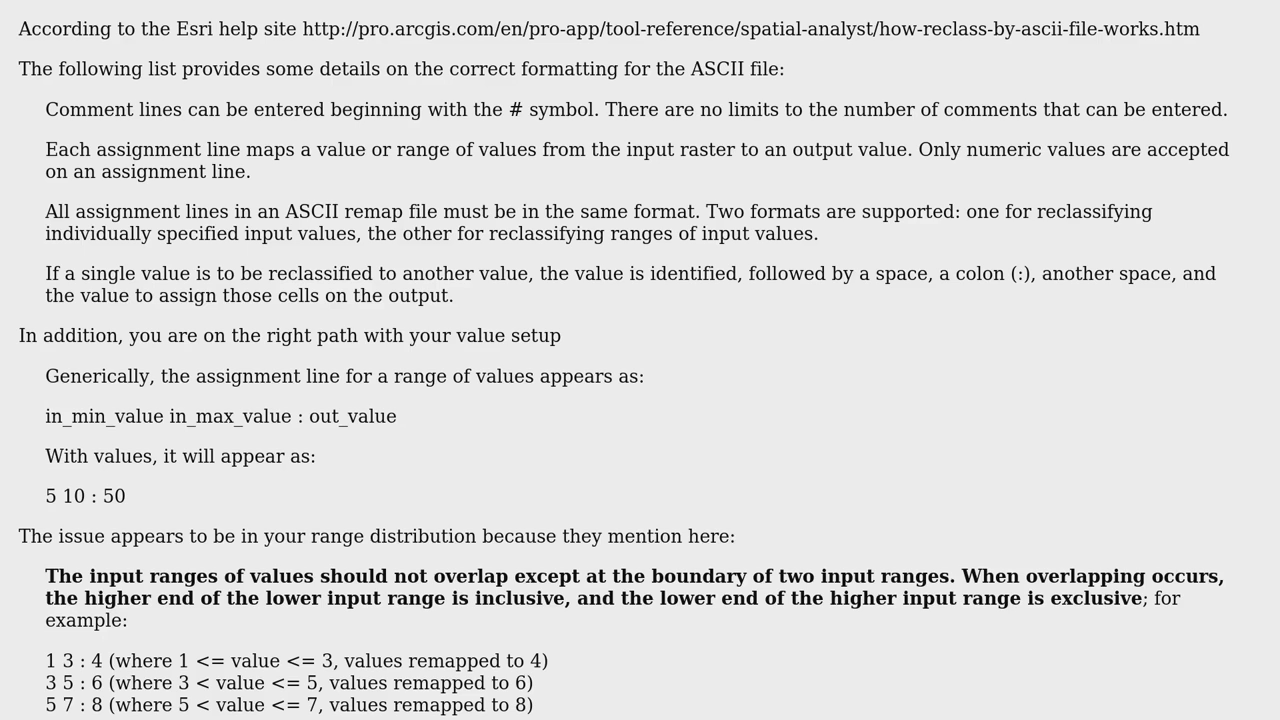 According to the Esri help site http://pro.arcgis.com/en/pro-app/tool-reference/spatial-analyst/how-reclass-by-ascii-file-works.htm
The following list provides some details on the correct formatting for the ASCII file:
Comment lines can be entered beginning with the # symbol. There are no limits to the number of comments that can be entered.
Each assignment line maps a value or range of values from the input raster to an output value. Only numeric values are accepted
on an assignment line.
All assignment lines in an ASCII remap file must be in the same format. Two formats are supported: one for reclassifying
individually specified input values, the other for reclassifying ranges of input values.
If a single value is to be reclassified to another value, the value is identified, followed by a space, a colon (:), another space, and
the value to assign those cells on the output.
In addition, you are on the right path with your value setup
Generically, the assignment line for a range of values appears as:
in_min_value in_max_value : out_value
With values, it will appear as:
5 10 : 50
The issue appears to be in your range distribution because they mention here:
The input ranges of values should not overlap except at the boundary of two input ranges. When overlapping occurs,
the higher end of the lower input range is inclusive, and the lower end of the higher input range is exclusive; for
example:
1 3 : 4 (where 1 <= value <= 3, values remapped to 4)
3 5 : 6 (where 3 < value <= 5, values remapped to 6)
5 7 : 8 (where 5 < value <= 7, values remapped to 8)